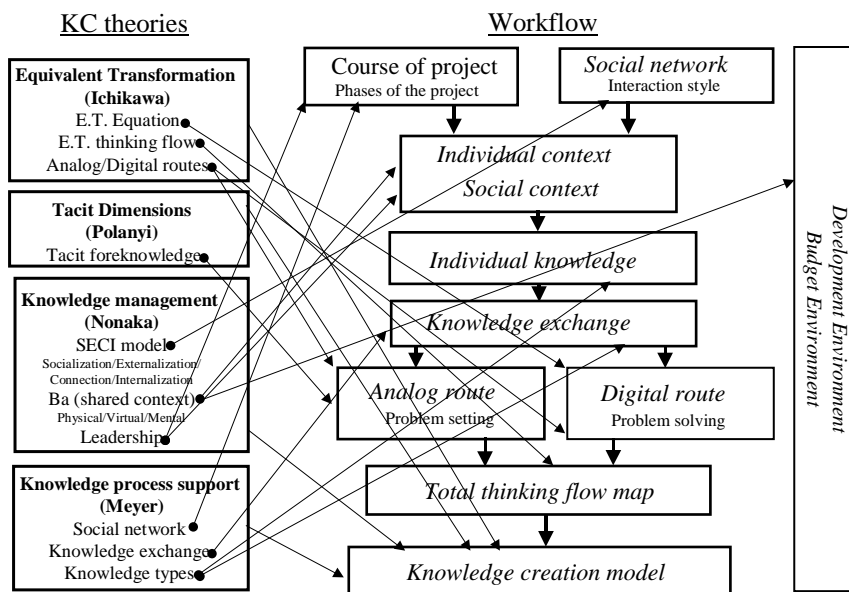 KC theories
Equivalent Transformation
(Ichikawa)
E.T. Equation
E.T. thinking flow
Analog/Digital routes
Tacit Dimensions
(Polanyi)
Tacit foreknowledge
Knowledge management
(Nonaka)
SECI model
Socialization/Externalization/
Connection/Internalization
Ba (shared context)
Physical/Virtual/Mental
Leadership
Knowledge process support
(Meyer)
Social network
Knowledge exchange
Knowledge types
Workflow
Course of project
Phases of the project
Social network
Interaction style
Individual context
Social context
Individual knowledge
Knowledge exchange
Analog route
Problem setting
Digital route
Problem solving
Total thinking flow map
Knowledge creation model
Development Environment
Budget Environment